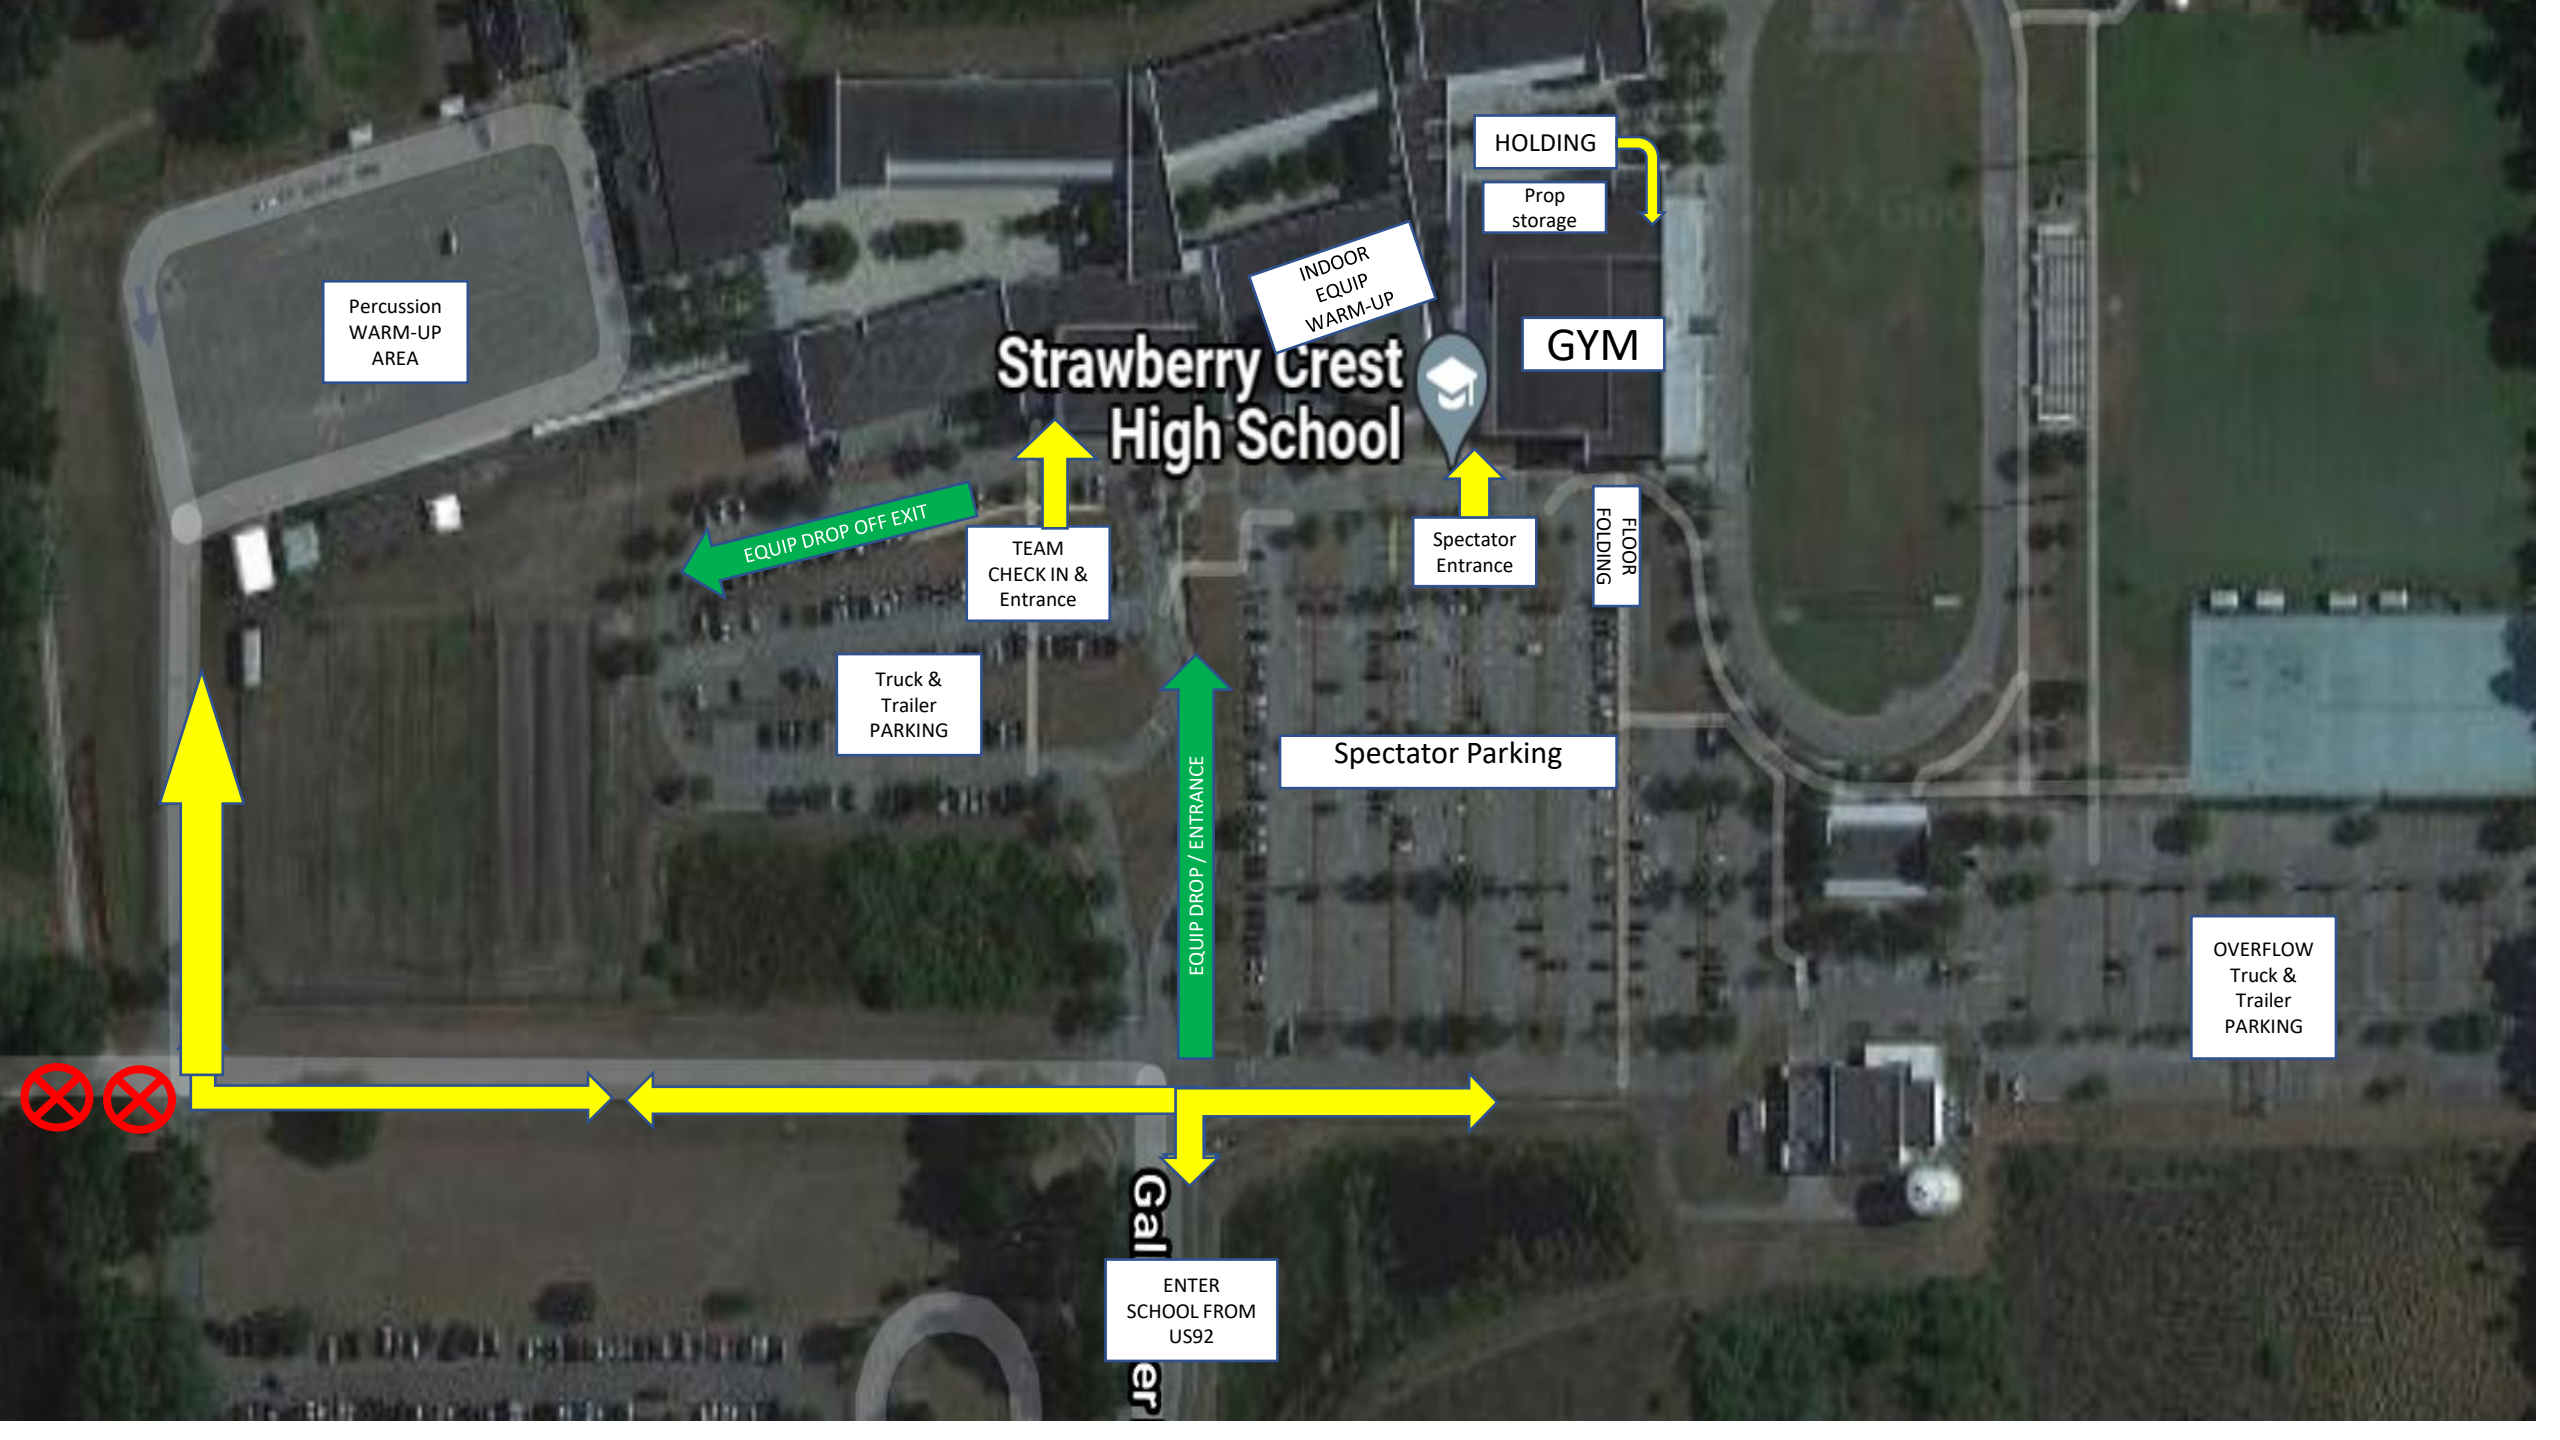 HOLDING
Prop
storage
INDOOR
EQUIP
WARM-UP
Percussion
WARM-UP
AREA
GYM
Strawberry Crest
High School
EQUIP DROP OFF EXIT
TEAM
CHECK IN &
Entrance
Spectator
Entrance
FLOOR
FOLDING
Truck &
Trailer
PARKING
Spectator Parking
EQUIP DROP / ENTRANCE
OVERFLOW
Truck &
Trailer
PARKING
Gal
ENTER
SCHOOL FROM
US92
er